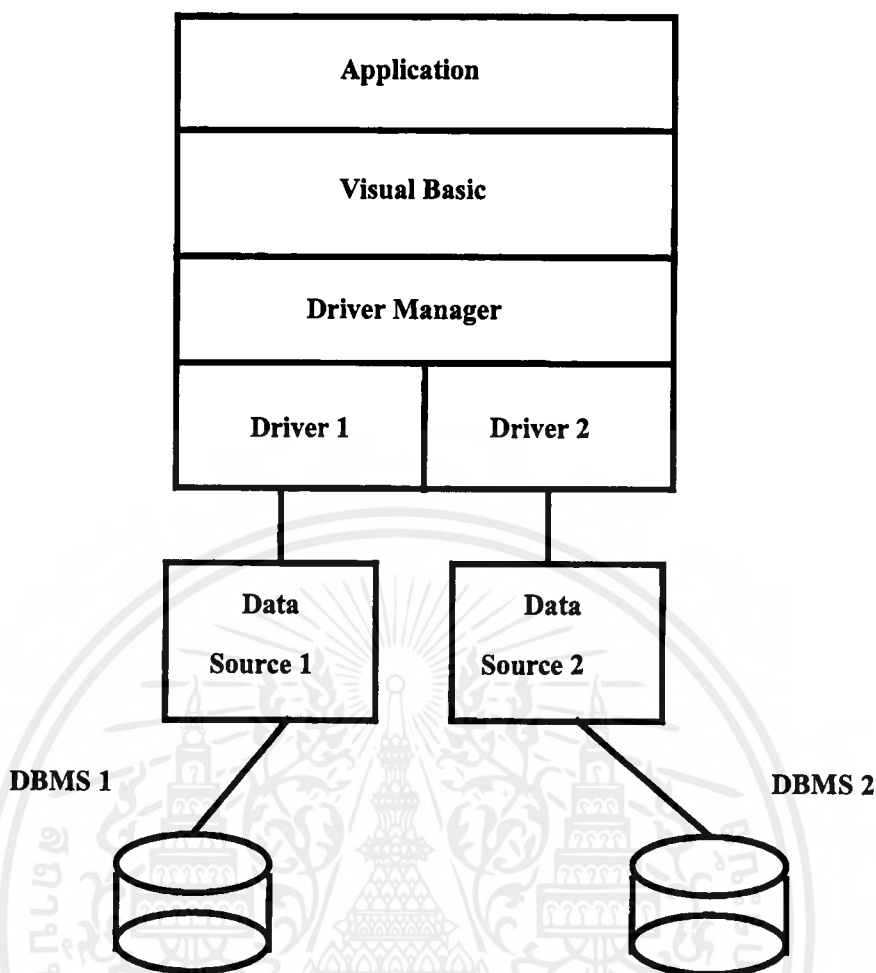 Application
Visual Basic
Driver Manager
Driver 1
Driver 2
Data
Source 1
Data
Source 2
DBMS 1
DBMS 2